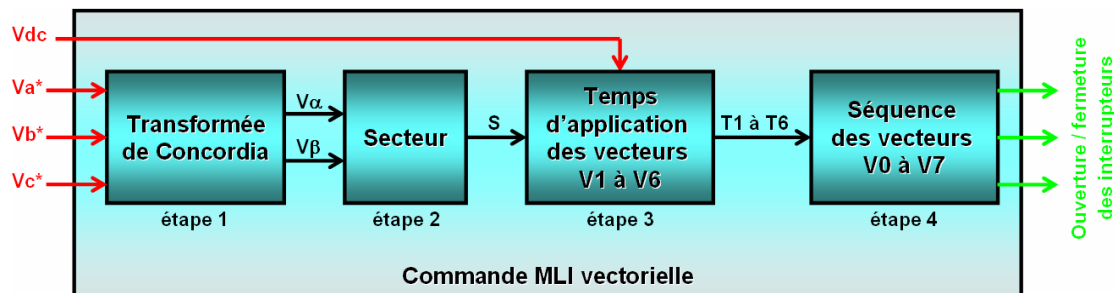 Vdc
Va*
Vb*
Vc*
Transformée
de Concordia
étape 1
Vα
Vβ
Secteur
étape 2
S
Temps
d'application
des vecteurs
V1 à V6
étape 3
T1 à T6
Séquence
des vecteurs
V0 à V7
étape 4
Ouverture / fermeture
des interrupteurs
Commande MLI vectorielle